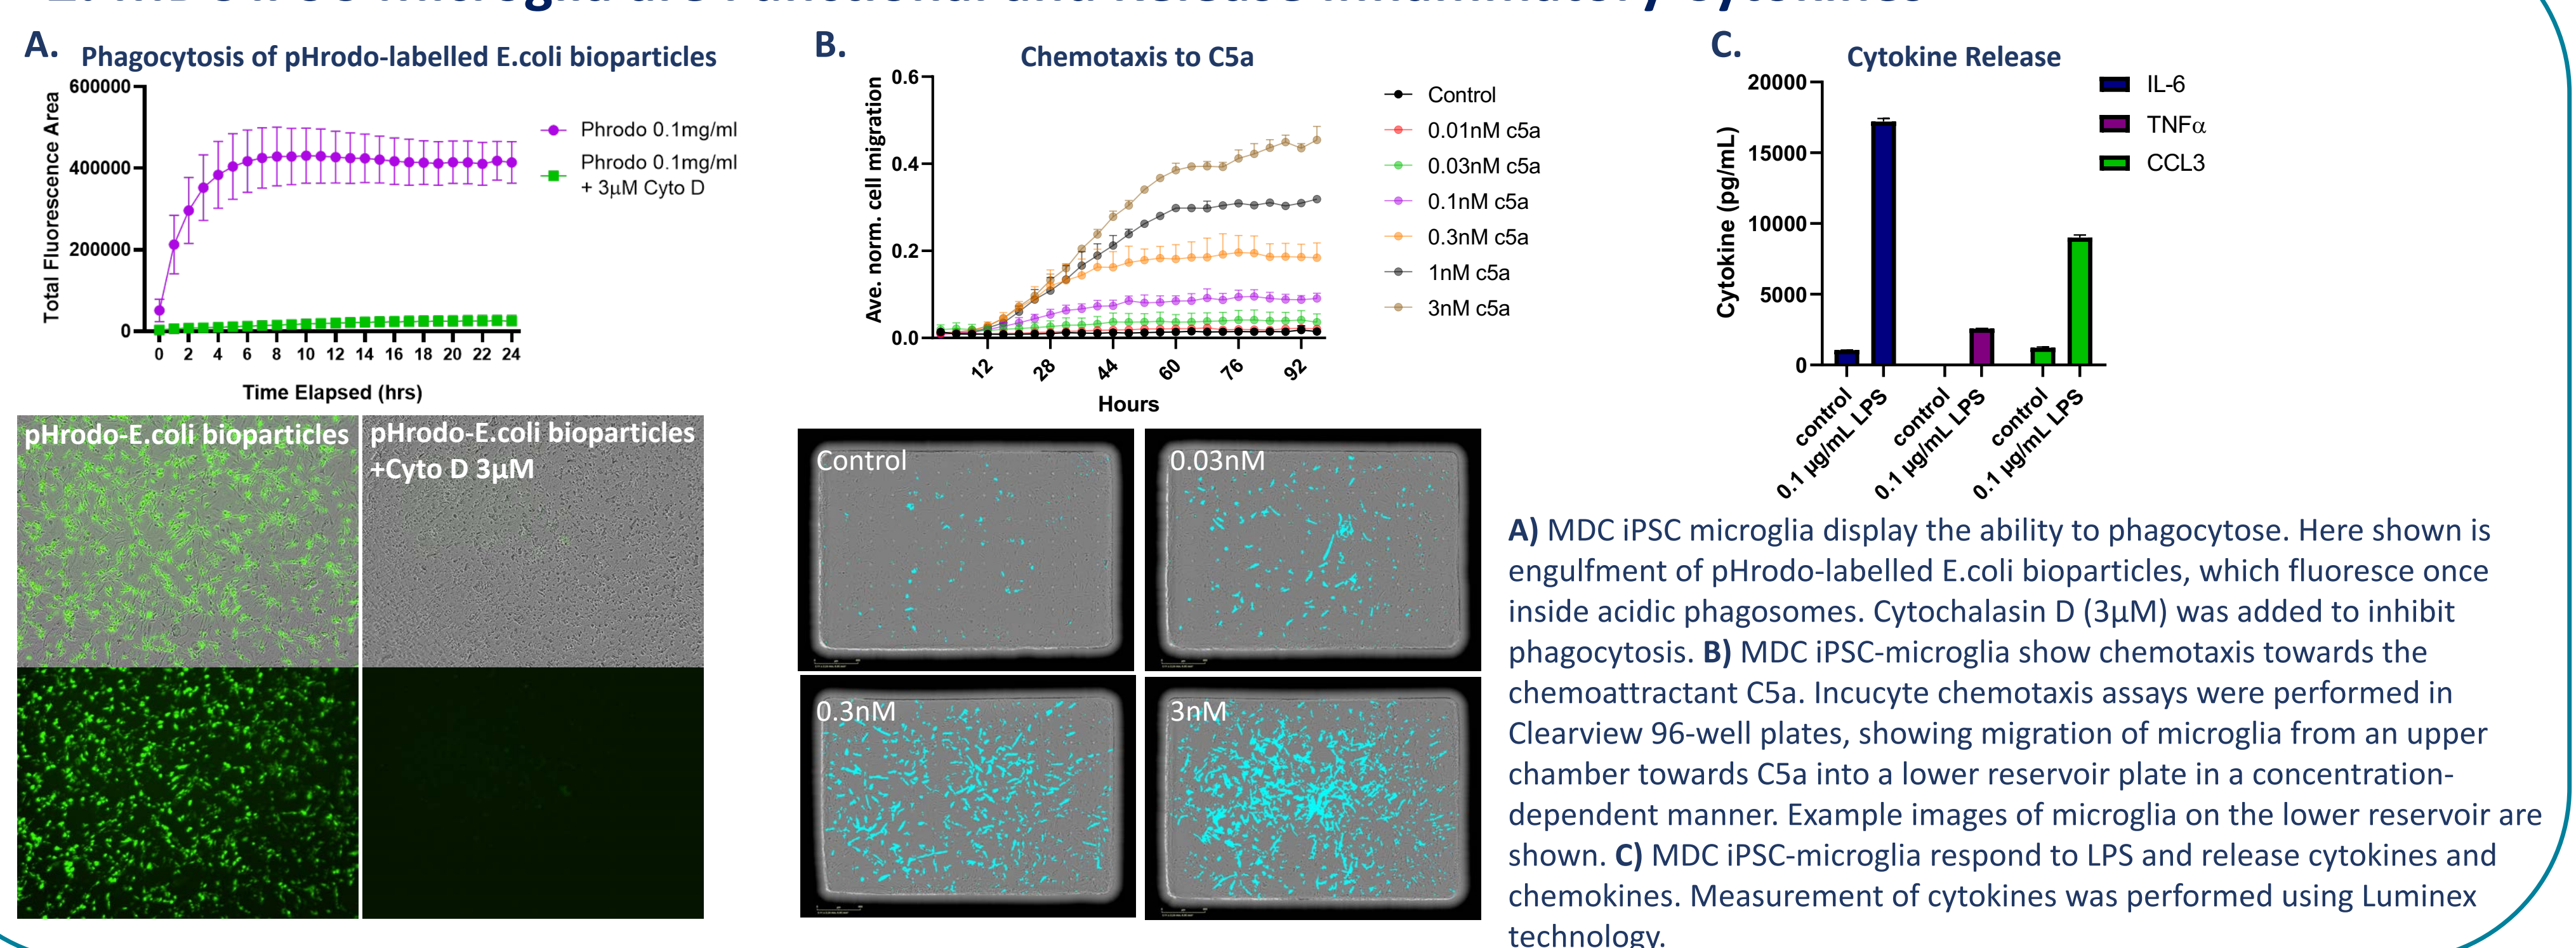 A.
Phagocytosis of pHrodo-labelled E.coli bioparticles
Total Fluorescence Area
600000
400000
200000
0
0 2 4 6 8 10 12 14 16 18 20 22 24
Time Elapsed (hrs)
Phrodo 0.1mg/ml
Phrodo 0.1mg/ml
+ 3μM Cyto D
pHrodo-E.coli bioparticles
pHrodo-E.coli bioparticles
+Cyto D 3μM
B.
Chemotaxis to C5a
Ave. norm. cell migration
0.6
0.4
0.2
0.0
12 28 44 60 76 92
Hours
Control
0.01nM c5a
0.03nM c5a
0.1nM c5a
0.3nM c5a
1nM c5a
3nM c5a
Control
0.03nM
0.3nM
3nM
C.
Cytokine Release
Cytokine (pg/mL)
20000
15000
10000
5000
0
control
0.1 μg/mL LPS
control
0.1 μg/mL LPS
control
0.1 μg/mL LPS
IL-6
TNFα
CCL3
A) MDC iPSC microglia display the ability to phagocytose. Here shown is
engulfment of pHrodo-labelled E.coli bioparticles, which fluoresce once
inside acidic phagosomes. Cytochalasin D (3μM) was added to inhibit
phagocytosis. B) MDC iPSC-microglia show chemotaxis towards the
chemoattractant C5a. Incucyte chemotaxis assays were performed in
Clearview 96-well plates, showing migration of microglia from an upper
chamber towards C5a into a lower reservoir plate in a concentration-
dependent manner. Example images of microglia on the lower reservoir are
shown. C) MDC iPSC-microglia respond to LPS and release cytokines and
chemokines. Measurement of cytokines was performed using Luminex
technology.